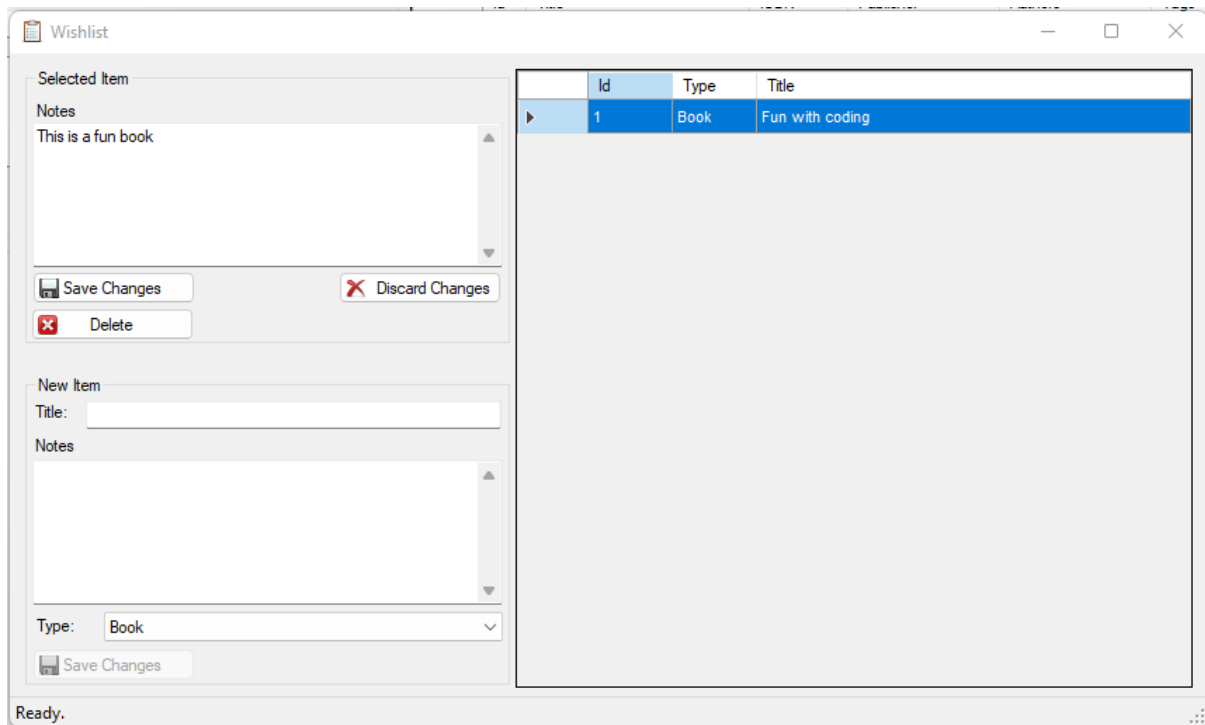 Wishlist
Selected Item
Notes
This is a fun book
Save Changes
Discard Changes
Delete
New Item
Title:
Notes
Type:
Book
Save Changes
Id
Type
Title
1
Book
Fun with coding
Ready.